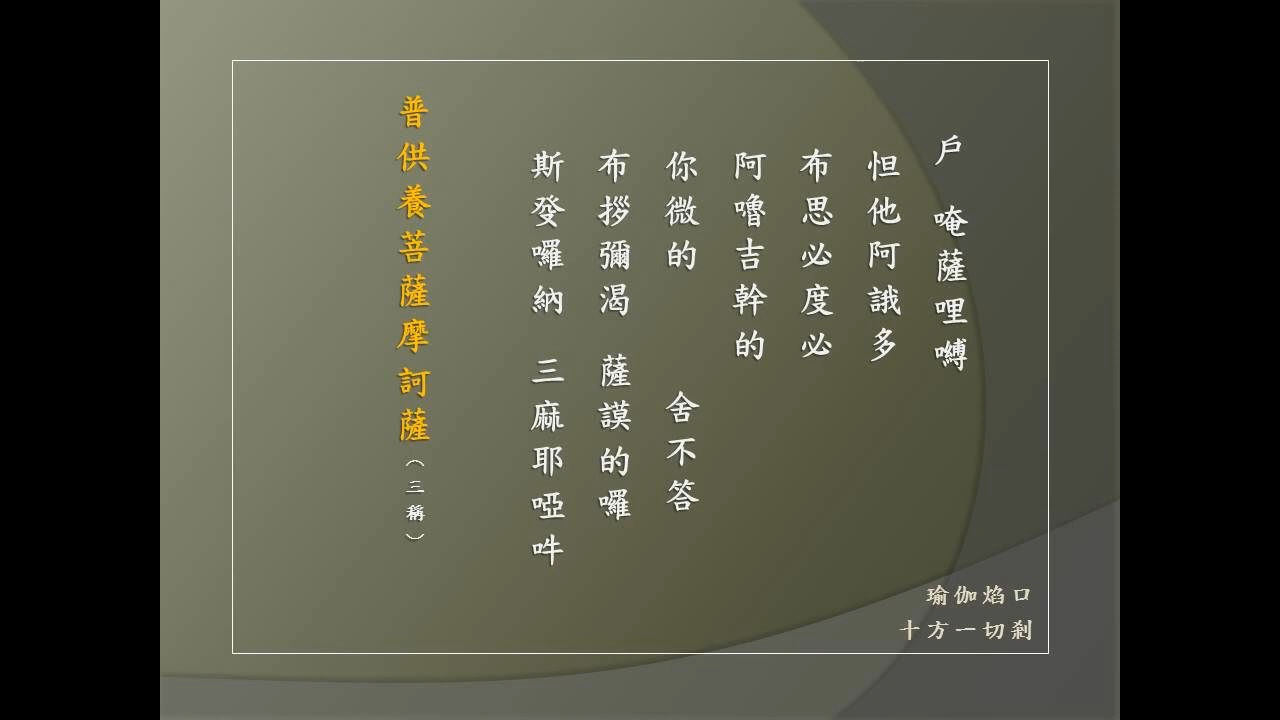 戶 唵薩哩嚩
怛他阿誐多
布思必度必
阿嚕吉幹的
你微的 舍不答
布拶彌渴 薩謨的囉
斯發囉納 三麻耶啞吽
普供養菩薩摩訶薩（三稱）
瑜伽焰口
十方一切剎